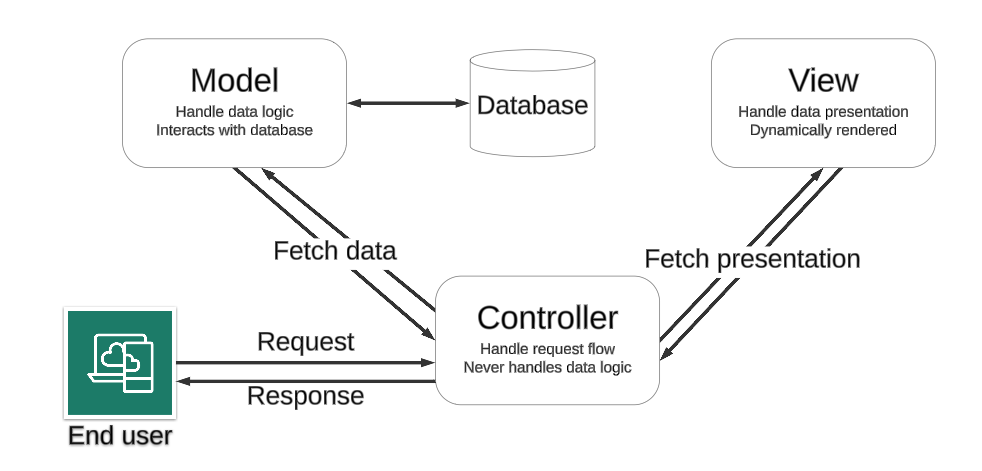 Model
Handle data logic
Interacts with database
Database
View
Handle data presentation
Dynamically rendered
Fetch data
Fetch presentation
Controller
Handle request flow
Never handles data logic
Request
Response
End user